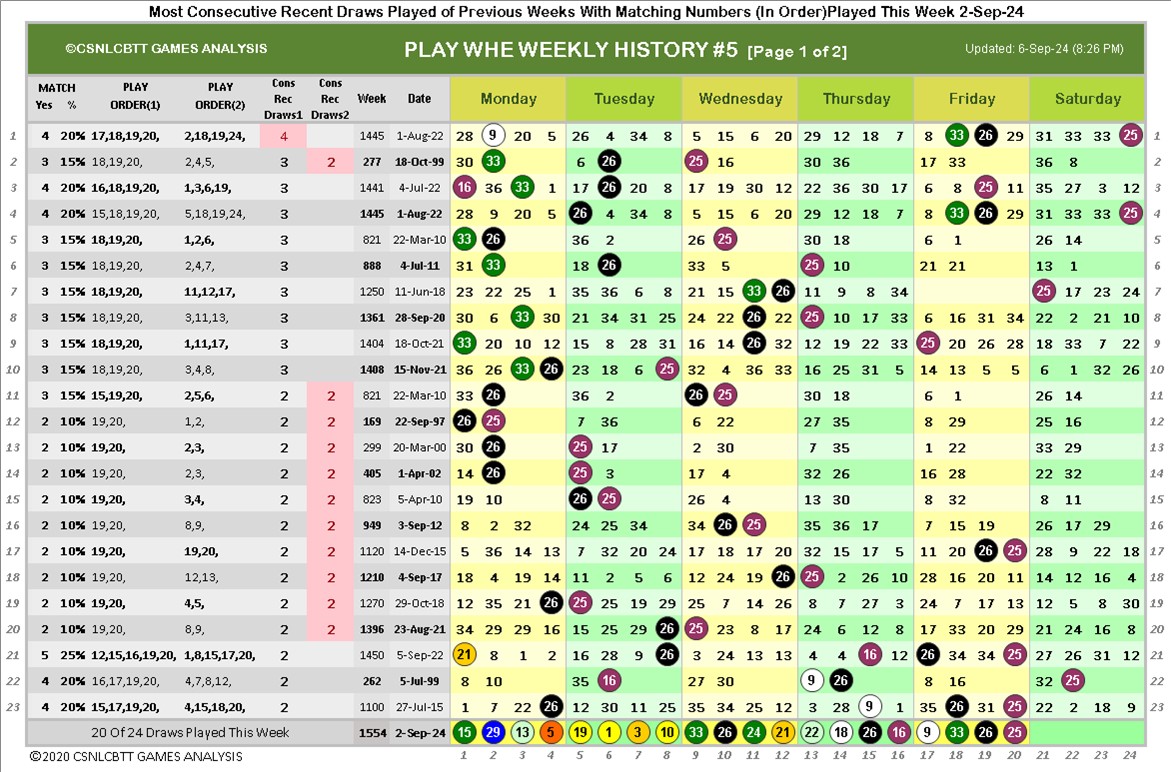 Most Consecutive Recent Draws Played of Previous Weeks With Matching Numbers (In Order)Played This Week 2-Sep-24
©CSNLCBTT GAMES ANALYSIS PLAY WHE WEEKLY HISTORY #5 [Page 1 of 2] Updated: 6-Sep-24 (8:26 PM)
MATCH Yes % PLAY ORDER(1) PLAY ORDER(2) Cons Rec Draws1 Cons Rec Draws2 Week Date Monday Tuesday Wednesday Thursday Friday Saturday
1 4 20% 17,18,19,20, 2,18,19,24, 4 1445 1-Aug-22 28 9 20 5 26 4 34 8 5 15 6 20 29 12 18 7 8 33 26 29 31 33 33 25 1
2 3 15% 18,19,20, 2,4,5, 3 2 277 18-Oct-99 30 33 6 26 25 16 30 36 17 33 36 8 2
3 4 20% 16,18,19,20, 1,3,6,19, 3 1441 4-Jul-22 16 36 33 1 17 26 20 8 17 19 30 12 22 36 30 17 6 8 25 11 35 27 3 12 3
4 4 20% 15,18,19,20, 5,18,19,24, 3 1445 1-Aug-22 28 9 20 5 26 4 34 8 5 15 6 20 29 12 18 7 8 33 26 29 31 33 33 25 4
5 3 15% 18,19,20, 1,2,6, 3 821 22-Mar-10 33 26 36 2 26 25 30 18 6 1 26 14 5
6 3 15% 18,19,20, 2,4,7, 3 888 4-Jul-11 31 33 18 26 33 5 25 10 21 21 13 1 6
7 3 15% 18,19,20, 11,12,17, 3 1250 11-Jun-18 23 22 25 1 35 36 6 8 21 15 33 26 11 9 8 34 25 17 23 24 7
8 3 15% 18,19,20, 3,11,13, 3 1361 28-Sep-20 30 6 33 30 21 34 31 25 24 22 26 22 25 10 17 33 6 16 31 34 22 2 21 10 8
9 3 15% 18,19,20, 1,11,17, 3 1404 18-Oct-21 33 20 10 12 15 8 28 31 16 14 26 32 12 19 22 33 25 20 26 28 18 33 7 22 9
10 3 15% 18,19,20, 3,4,8, 3 1408 15-Nov-21 36 26 33 26 23 18 6 25 32 4 36 33 16 25 31 5 14 13 5 5 6 1 32 26 10
11 3 15% 15,19,20, 2,5,6, 2 2 821 22-Mar-10 33 26 36 2 26 25 30 18 6 1 26 14 11
12 2 10% 19,20, 1,2, 2 2 169 22-Sep-97 26 25 7 36 6 22 27 35 8 29 25 16 12
13 2 10% 19,20, 2,3, 2 2 299 20-Mar-00 30 26 25 17 2 30 7 35 1 22 33 29 13
14 2 10% 19,20, 2,3, 2 2 405 1-Apr-02 14 26 25 3 17 4 32 26 16 28 22 32 14
15 2 10% 19,20, 3,4, 2 2 823 5-Apr-10 19 10 26 25 26 4 13 30 8 32 8 11 15
16 2 10% 19,20, 8,9, 2 2 949 3-Sep-12 8 2 32 24 25 34 34 26 25 35 36 17 7 15 19 26 17 29 16
17 2 10% 19,20, 19,20, 2 2 1120 14-Dec-15 5 36 14 13 7 32 20 24 17 18 17 20 32 15 17 5 11 20 26 25 28 9 22 18 17
18 2 10% 19,20, 12,13, 2 2 1210 4-Sep-17 18 4 19 14 11 2 5 6 12 24 19 26 25 2 26 10 28 16 20 11 14 12 16 4 18
19 2 10% 19,20, 4,5, 2 2 1270 29-Oct-18 12 35 21 26 25 25 19 29 25 7 14 26 8 7 27 3 24 7 17 13 12 5 8 30 19
20 2 10% 19,20, 8,9, 2 2 1396 23-Aug-21 34 29 29 16 15 25 29 26 25 23 8 17 24 6 12 8 17 33 20 29 21 24 16 8 20
21 5 25% 12,15,16,19,20, 1,8,15,17,20, 2 1450 5-Sep-22 21 8 1 2 16 28 9 26 3 24 13 13 4 4 16 12 26 34 34 25 27 26 31 12 21
22 4 20% 16,17,19,20, 4,7,8,12, 2 262 5-Jul-99 8 10 35 16 27 30 9 26 8 16 32 25 22
23 4 20% 15,17,19,20, 4,15,18,20, 2 1100 27-Jul-15 1 7 22 26 12 30 11 25 35 34 25 12 3 28 9 1 35 26 31 25 22 2 18 9 23
20 Of 24 Draws Played This Week 1554 2-Sep-24 15 29 13 5 19 1 3 10 33 26 24 21 22 18 26 16 9 33 26 25
©2020 CSNLCBTT GAMES ANALYSIS 1 2 3 4 5 6 7 8 9 10 11 12 13 14 15 16 17 18 19 20 21 22 23 24